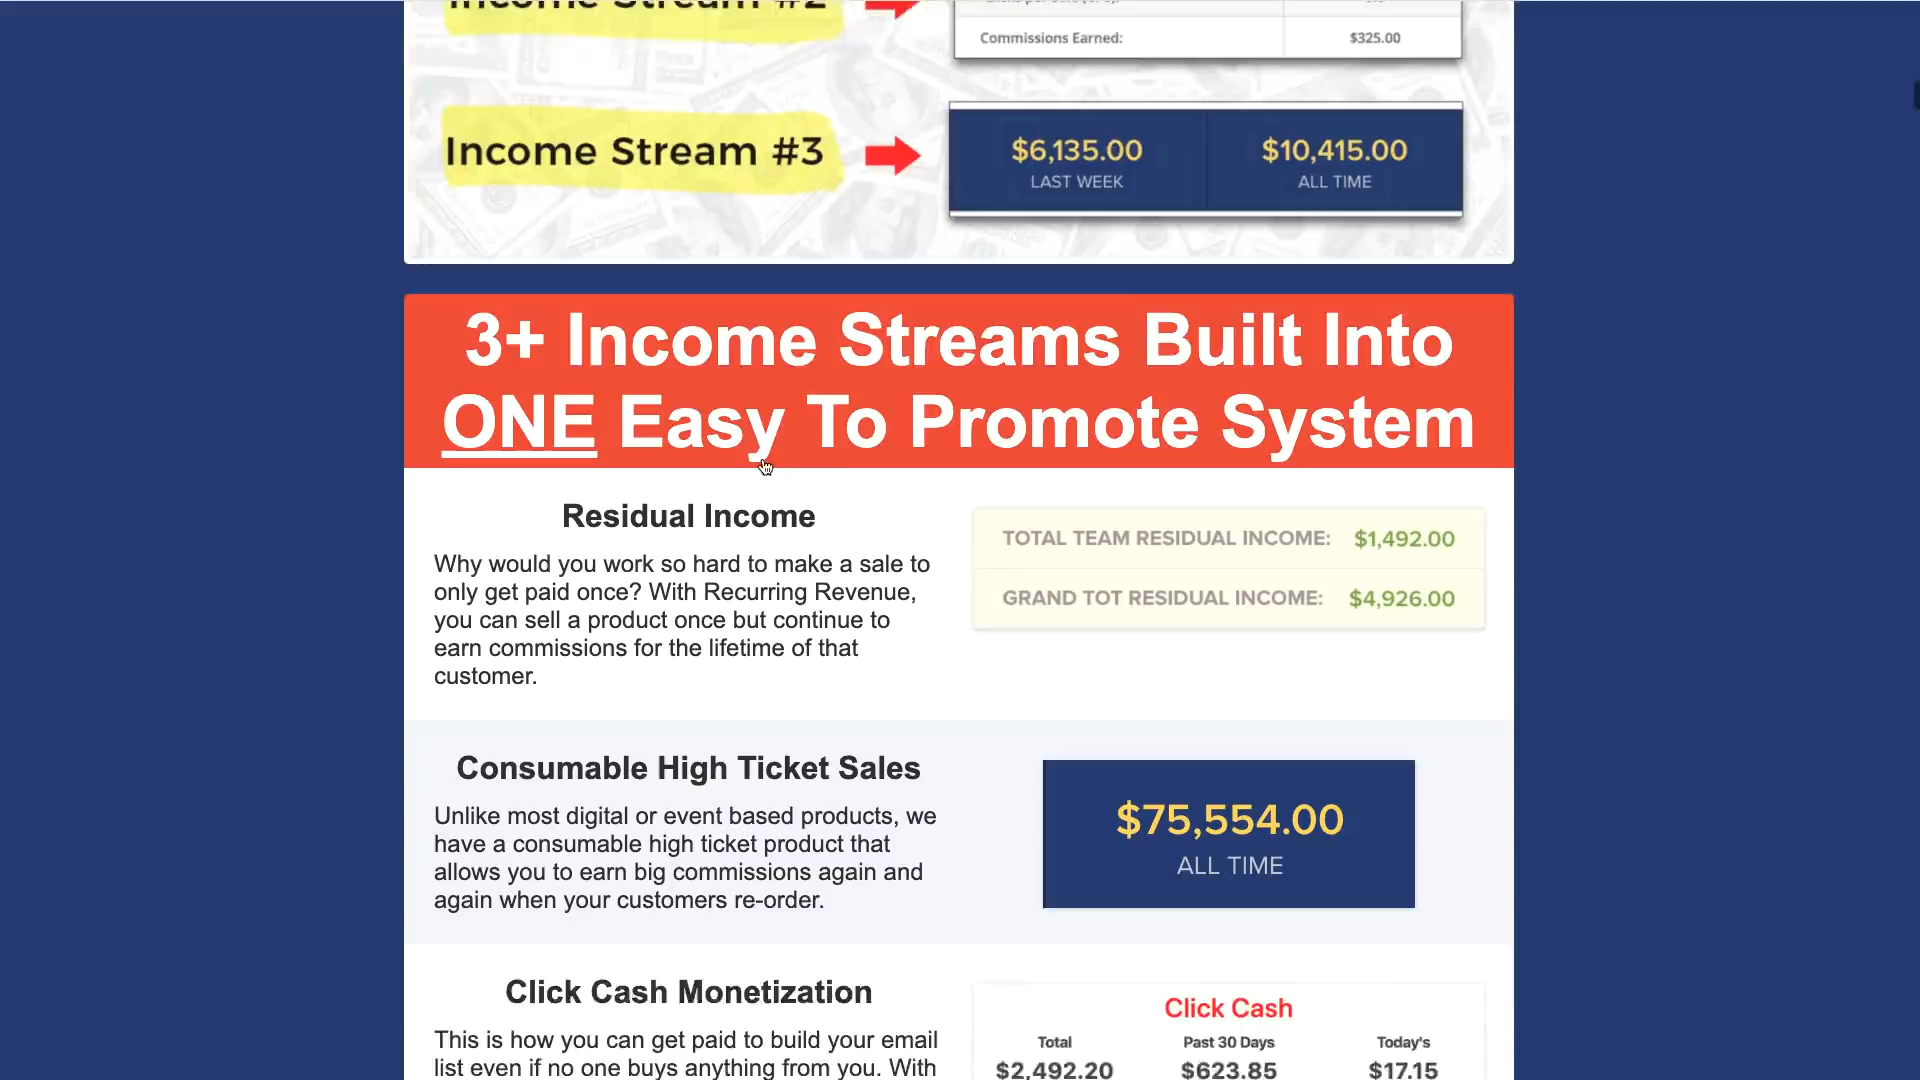 Income Stream #2
Commissions Earned: $325.00
Income Stream #3
$6,135.00 $10,415.00
LAST WEEK ALL TIME
3+ Income Streams Built Into
ONE Easy To Promote System
Residual Income
Why would you work so hard to make a sale to
only get paid once? With Recurring Revenue,
you can sell a product once but continue to
earn commissions for the lifetime of that
customer.
TOTAL TEAM RESIDUAL INCOME: $1,492.00
GRAND TOT RESIDUAL INCOME: $4,926.00
Consumable High Ticket Sales
Unlike most digital or event based products, we
have a consumable high ticket product that
allows you to earn big commissions again and
again when your customers re-order.
$75,554.00
ALL TIME
Click Cash Monetization
This is how you can get paid to build your email
list even if no one buys anything from you. With
Click Cash
Total Past 30 Days Today's
$2,492.20 $623.85 $17.15